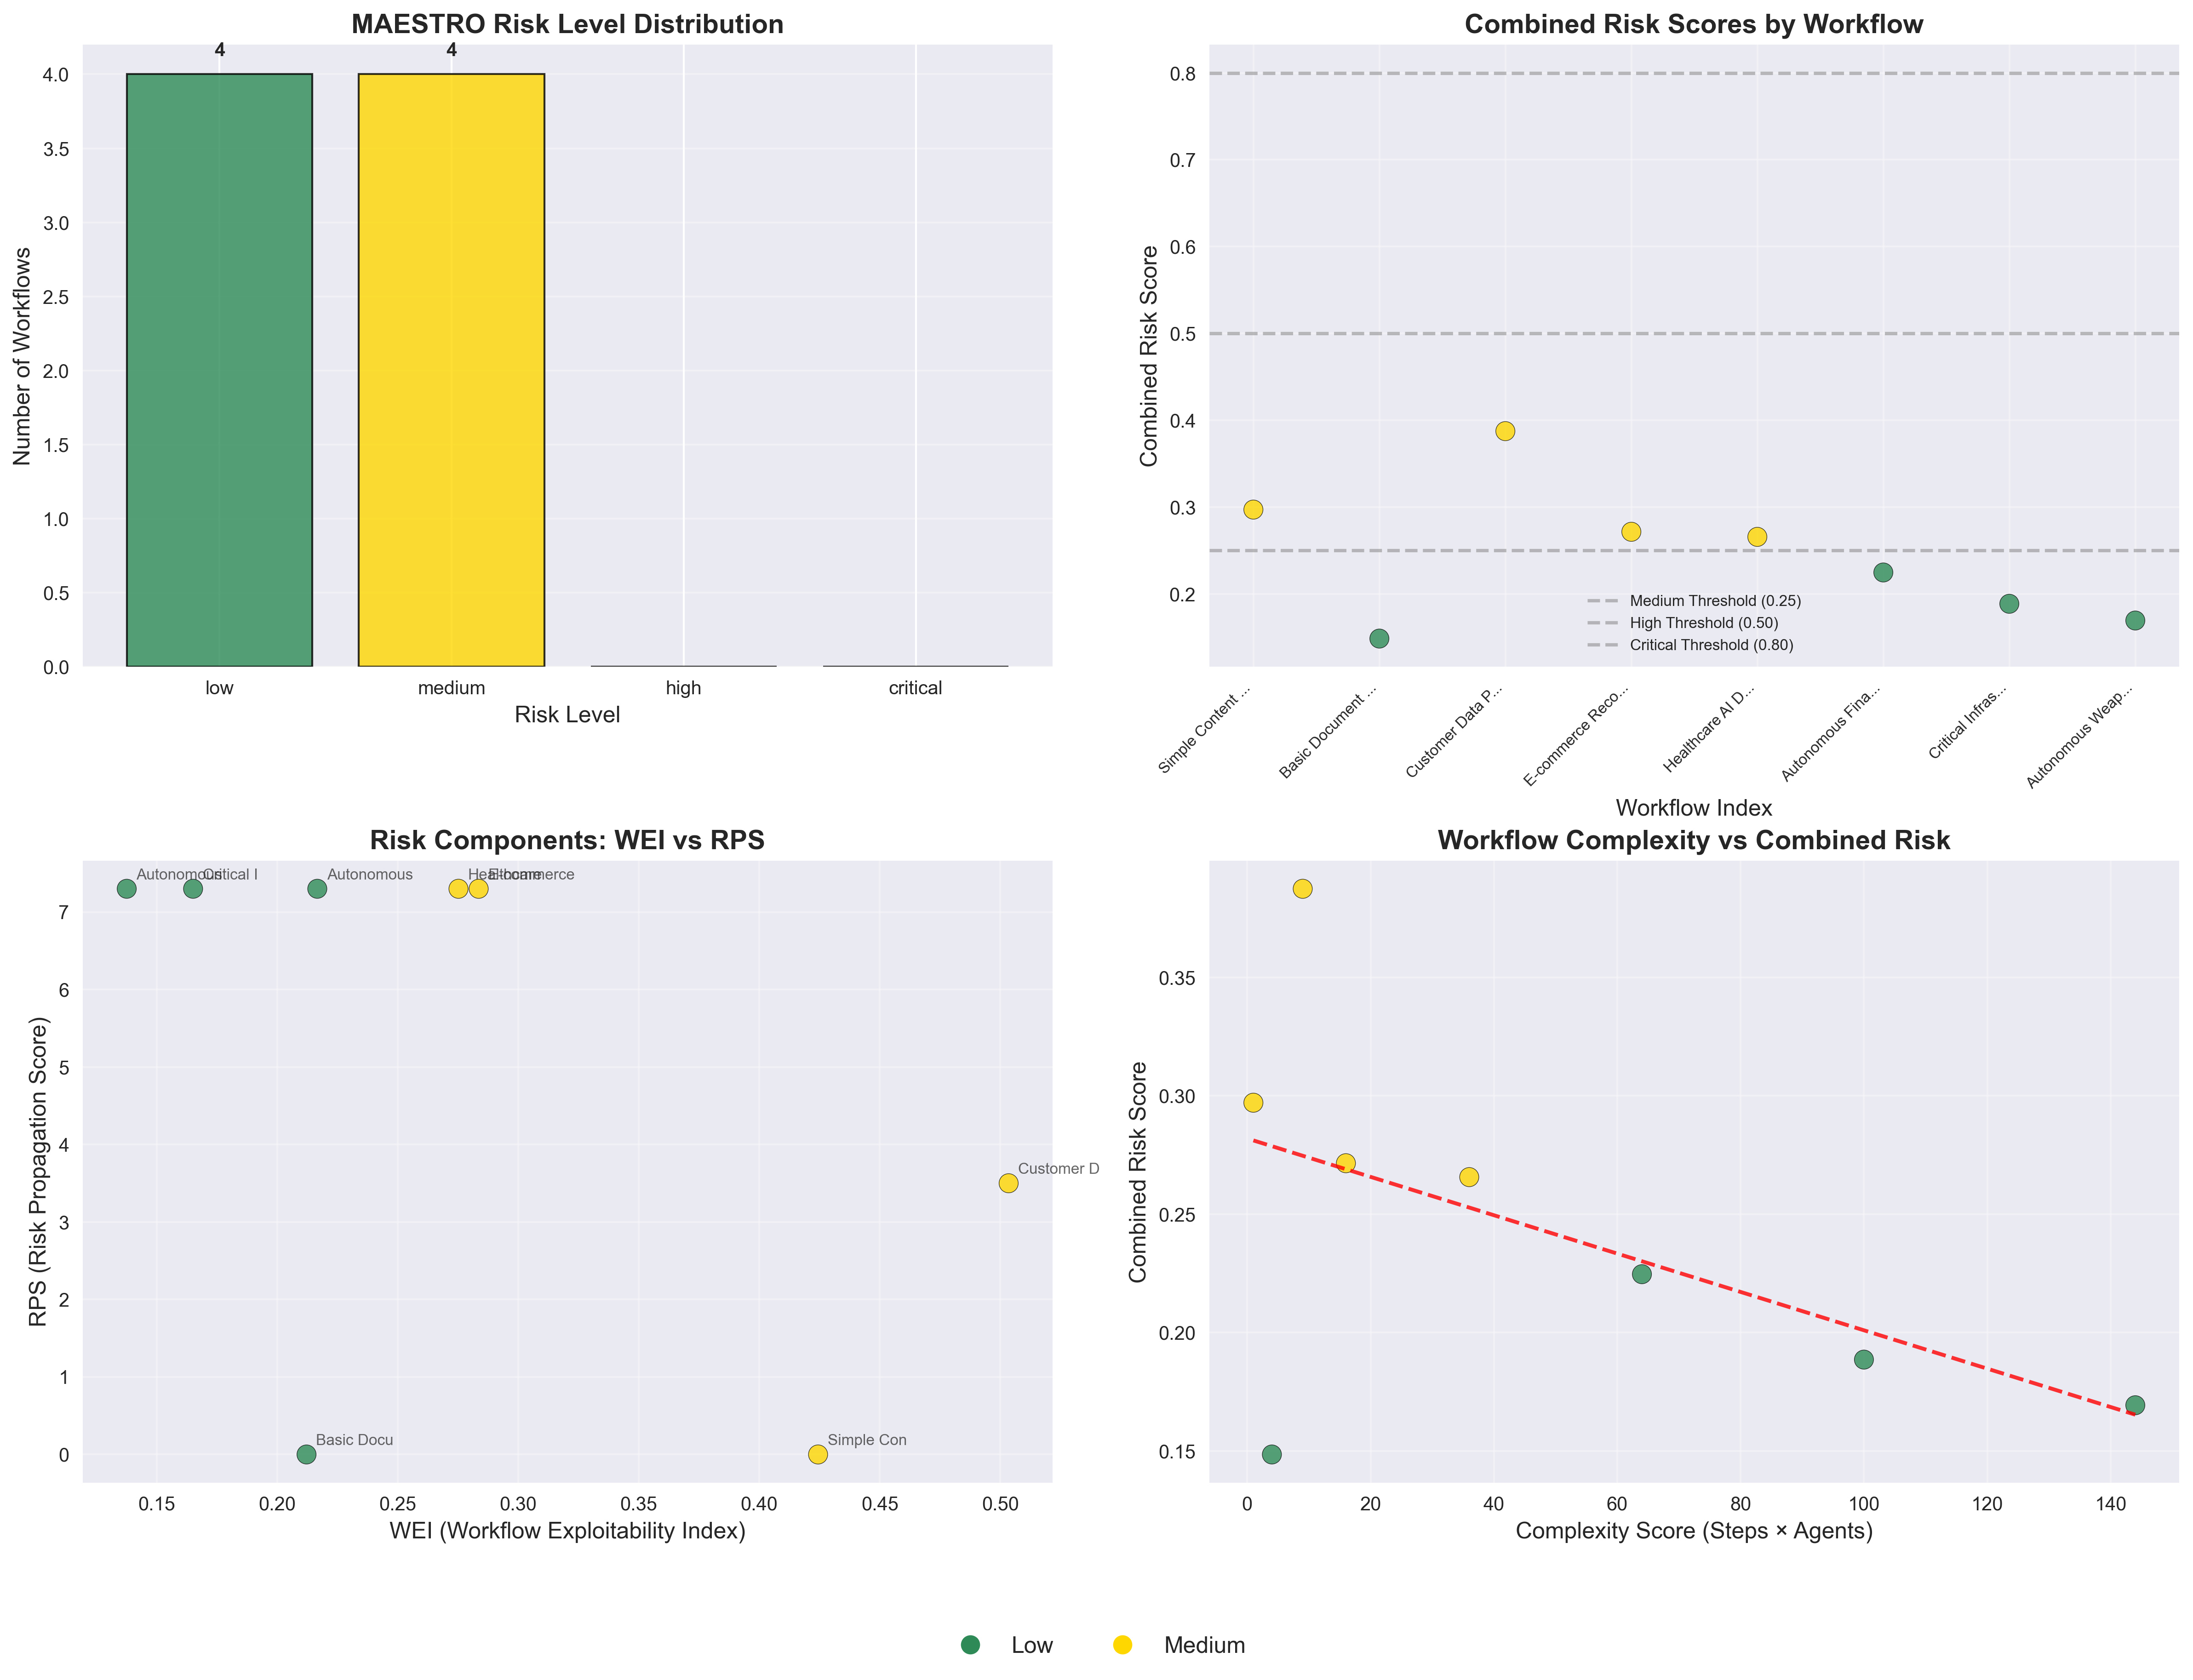 MAESTRO Risk Level Distribution
4
4
4.0
3.5
3.0
2.5
2.0
1.5
1.0
0.5
0.0
Number of Workflows
low
medium
high
critical
Risk Level
Combined Risk Scores by Workflow
0.8
0.7
0.6
0.5
0.4
0.3
0.2
Combined Risk Score
Medium Threshold (0.25)
High Threshold (0.50)
Critical Threshold (0.80)
Simple Content ...
Basic Document ...
Customer Data P...
E-commerce Reco...
Healthcare AI D...
Autonomous Fina...
Critical Infras...
Autonomous Weap...
Workflow Index
Risk Components: WEI vs RPS
Autonomous
Critical I
Autonomous
Healthcare
E-commerce
7
6
5
4
3
2
1
0
RPS (Risk Propagation Score)
Customer D
Basic Docu
Simple Con
0.15
0.20
0.25
0.30
0.35
0.40
0.45
0.50
WEI (Workflow Exploitability Index)
Workflow Complexity vs Combined Risk
0.35
0.30
0.25
0.20
0.15
Combined Risk Score
0
20
40
60
80
100
120
140
Complexity Score (Steps × Agents)
Low
Medium